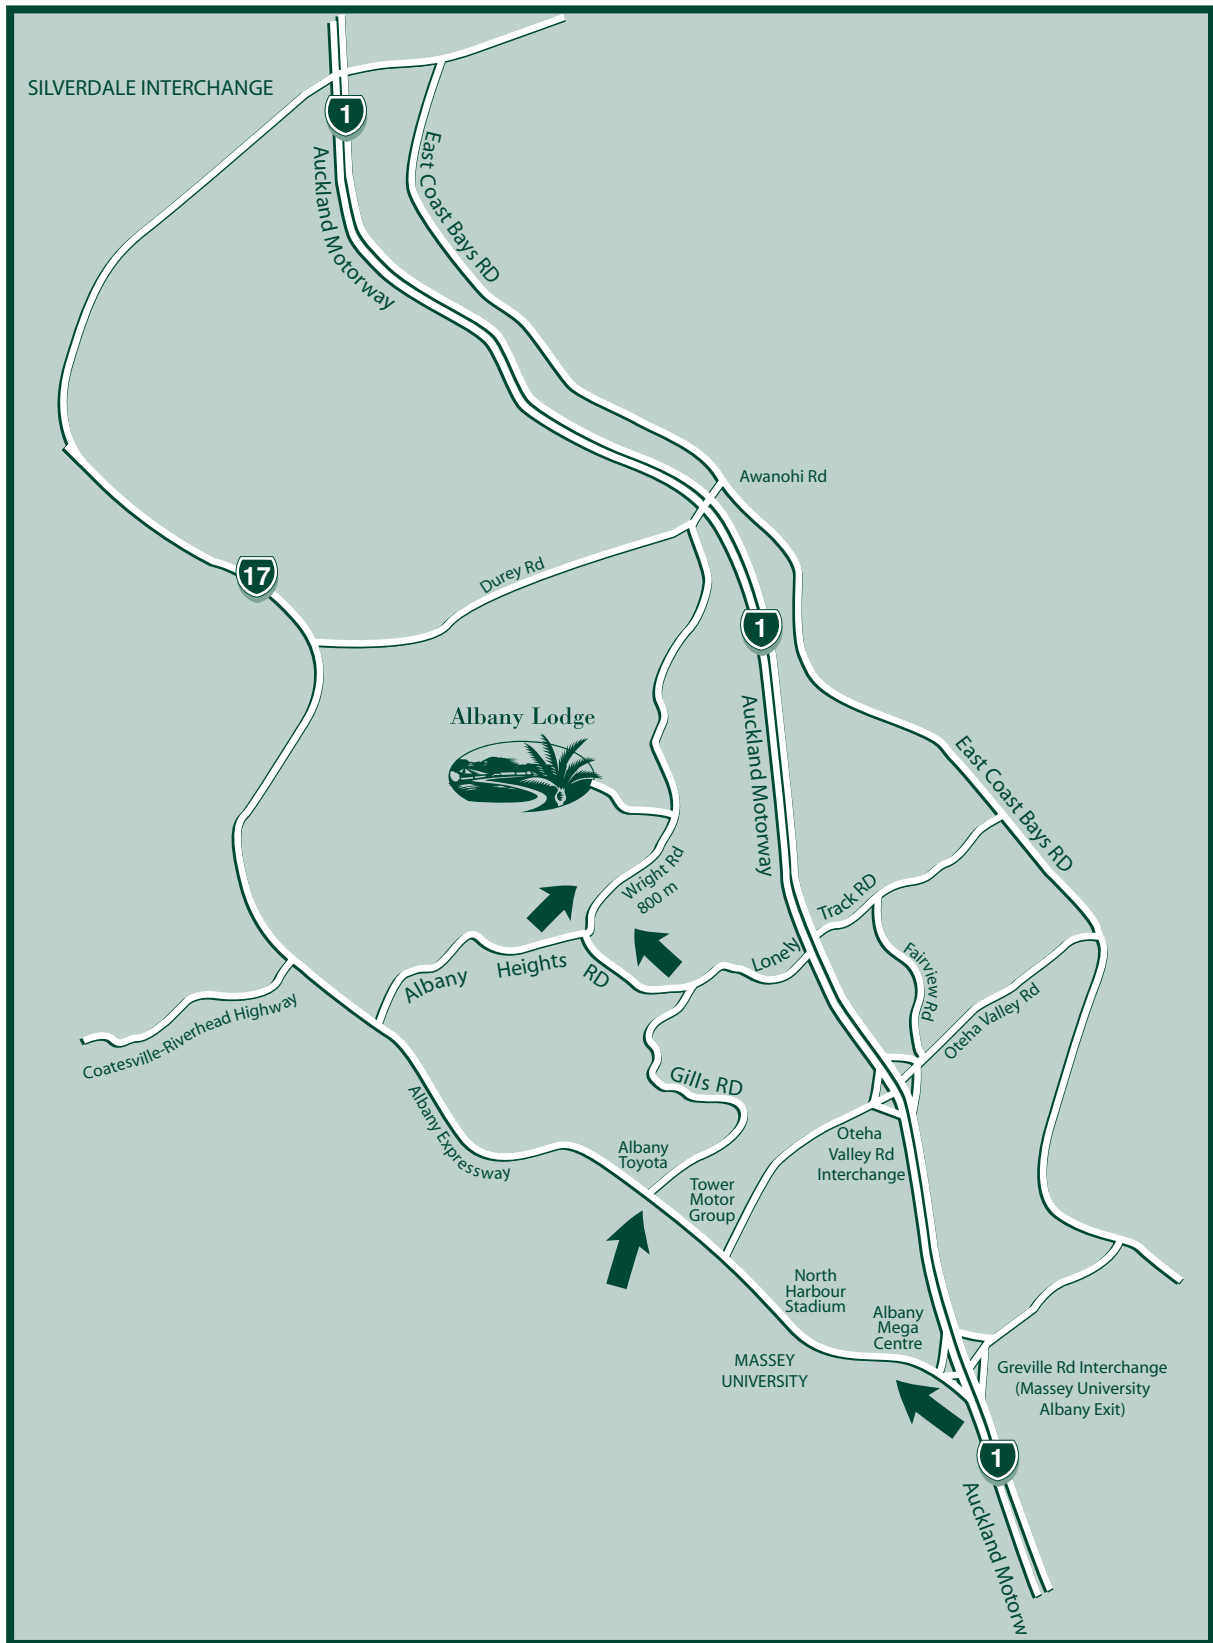 SILVERDALE INTERCHANGE
1
Auckland Motorway
East Coast Bays RD
Awanohi Rd
17
Durey Rd
1
Albany Lodge
Auckland Motorway
East Coast Bays RD
Wright Rd
800 m
Track RD
Lonely
Fairview Rd
Albany
Heights
RD
Oteha Valley Rd
Coatesville-Riverhead Highway
Gills RD
Albany Expressway
Albany
Toyota
Oteha
Valley Rd
Interchange
Tower
Motor
Group
North
Harbour
Stadium
Albany
Mega
Centre
MASSEY
UNIVERSITY
Greville Rd Interchange
(Massey University
Albany Exit)
1
Auckland Motorw